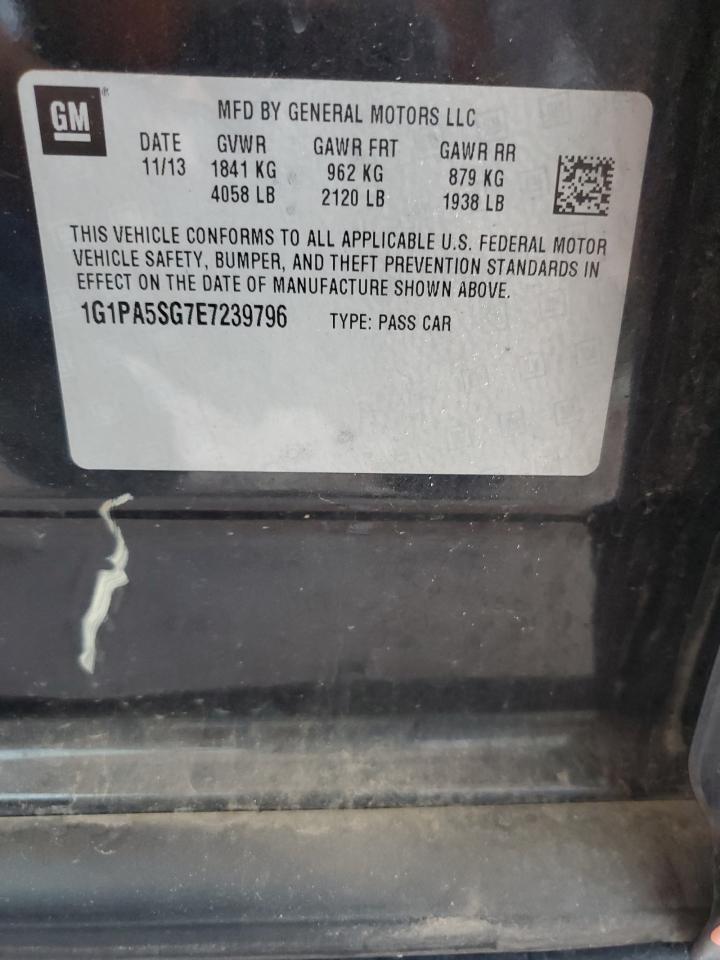 GM®
MFD BY GENERAL MOTORS LLC
DATE GVWR GAWR FRT GAWR RR
11/13 1841 KG 962 KG 879 KG
4058 LB 2120 LB 1938 LB
THIS VEHICLE CONFORMS TO ALL APPLICABLE U.S. FEDERAL MOTOR
VEHICLE SAFETY, BUMPER, AND THEFT PREVENTION STANDARDS IN
EFFECT ON THE DATE OF MANUFACTURE SHOWN ABOVE.
1G1PA5SG7E7239796 TYPE: PASS CAR